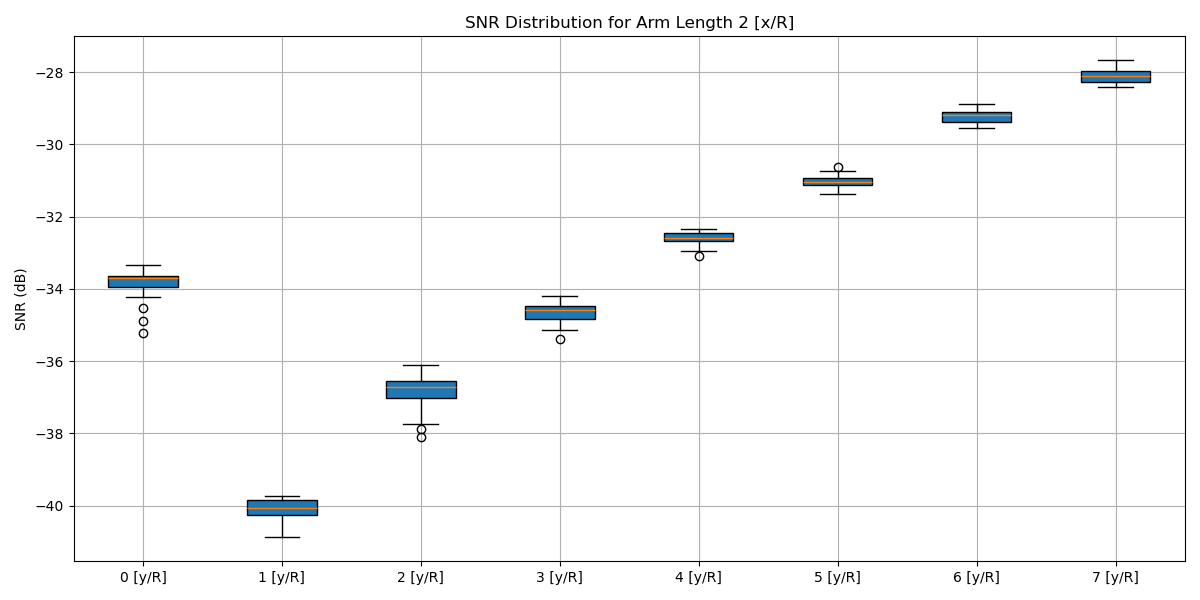 SNR Distribution for Arm Length 2 [x/R]
SNR (dB)
−28
−30
−32
−34
−36
−38
−40
0 [y/R]
1 [y/R]
2 [y/R]
3 [y/R]
4 [y/R]
5 [y/R]
6 [y/R]
7 [y/R]